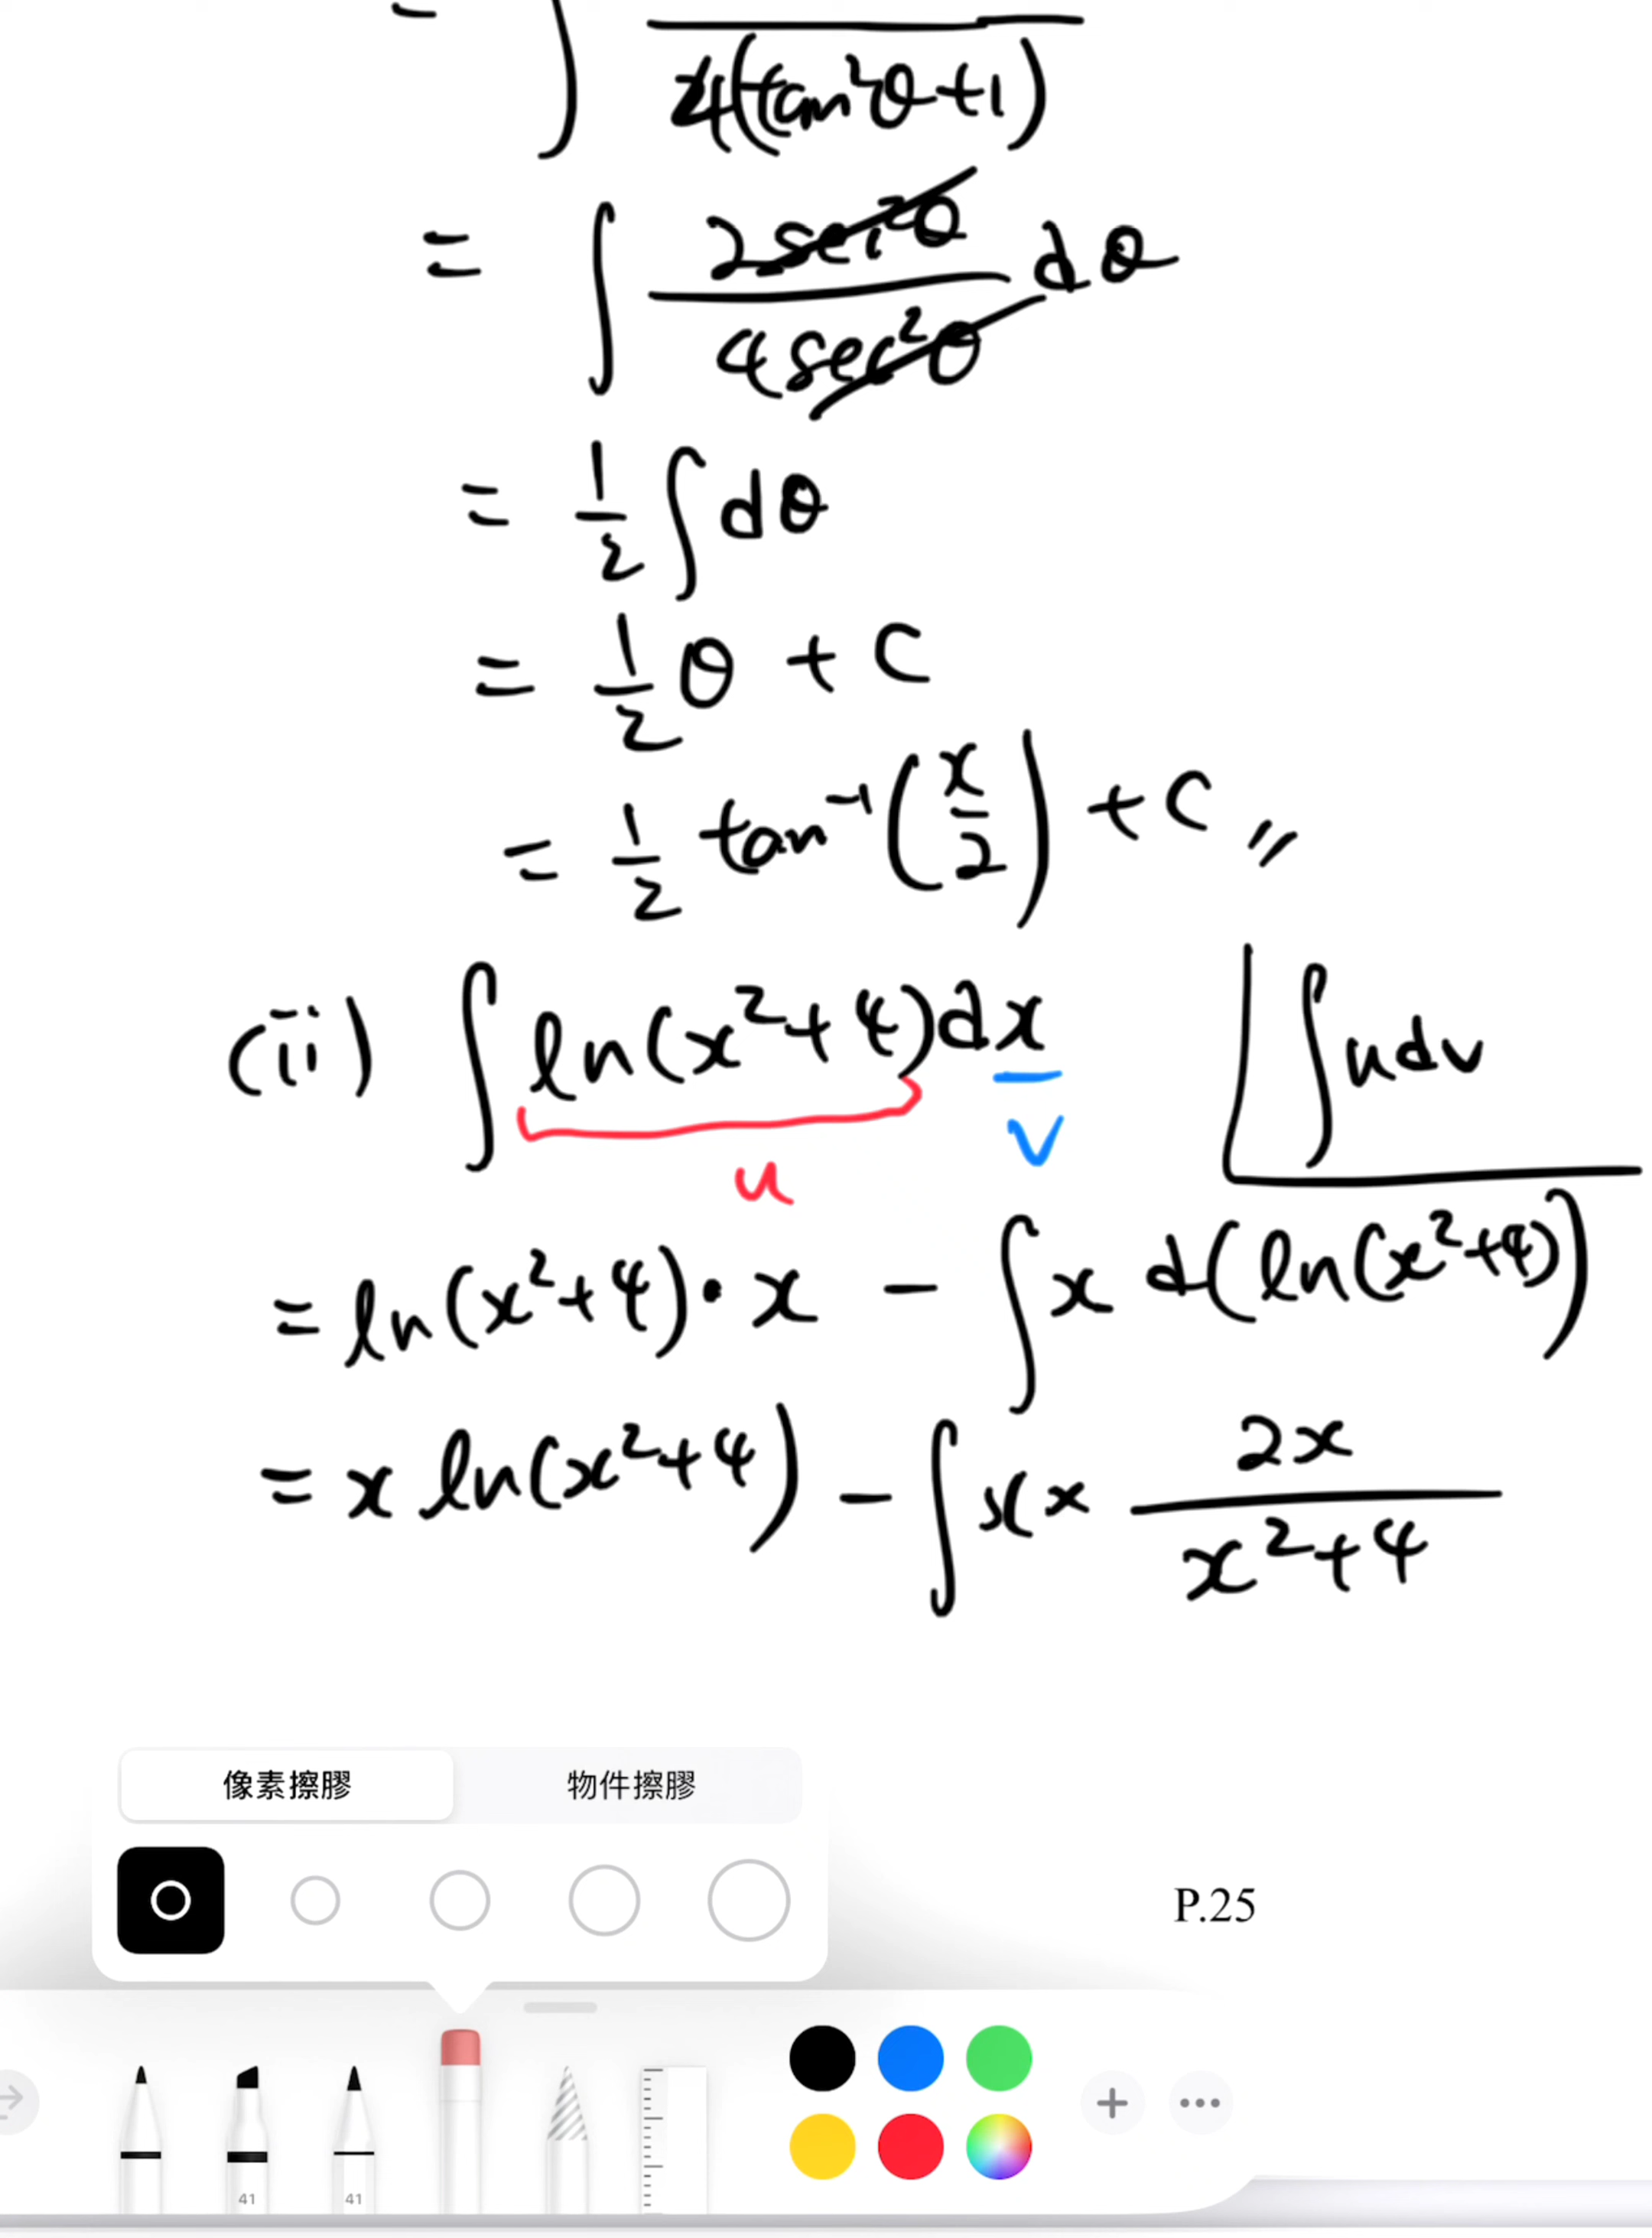 = ∫ 4(tan²θ+1)
= ∫ 2sec²θ / 4sec²θ dθ
= 1/2 ∫ dθ
= 1/2 θ + C
= 1/2 tan⁻¹(x/2) + C //
(ii) ∫ ln(x²+4)dx
∫udv
u
v
= ln(x²+4)·x - ∫x d(ln(x²+4))
= x ln(x²+4) - ∫x × 2x / x²+4
像素擦膠 物件擦膠
P.25
41 41